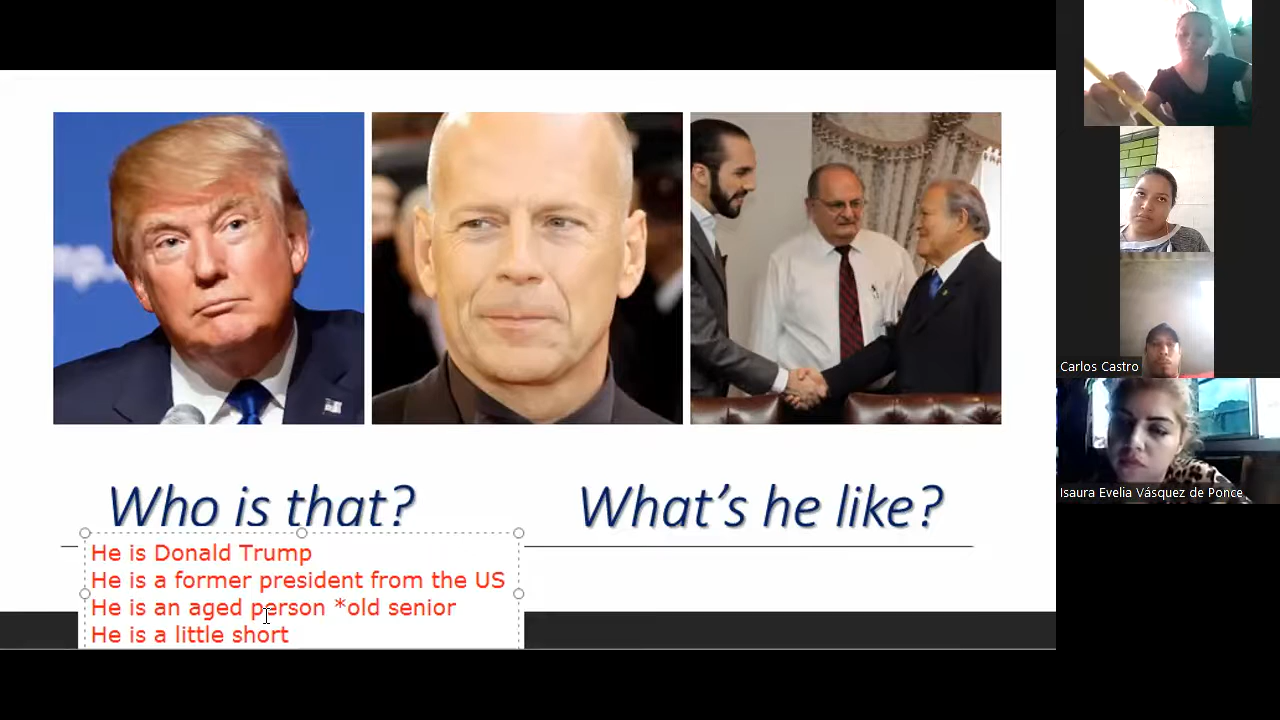 mp.
Who is that?
What's he like?
He is Donald Trump
He is a former president from the US
He is an aged person *old senior
He is a little short
Carlos Castro
Isaura Evelia Vásquez de Ponce